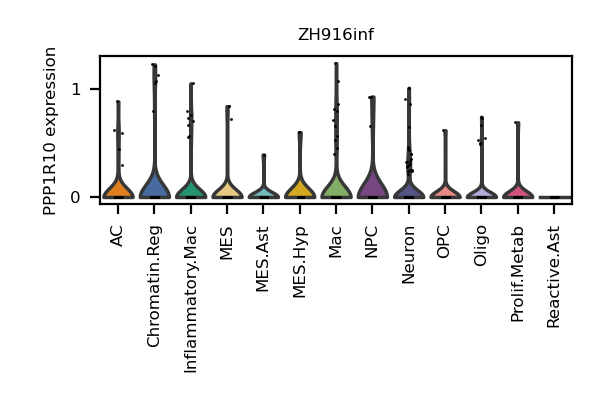 ZH916inf
PPP1R10 expression
1
0
AC
Chromatin.Reg
Inflammatory.Mac
MES
MES.Ast
MES.Hyp
Mac
NPC
Neuron
OPC
Oligo
Prolif.Metab
Reactive.Ast